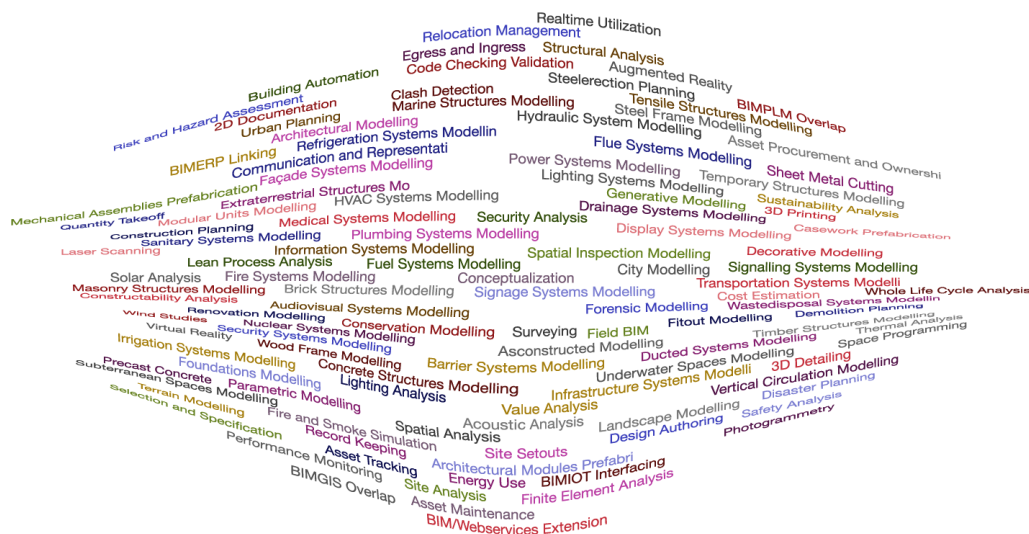 Realtime Utilization
Relocation Management
Egress and Ingress
Structural Analysis
Code Checking Validation
Augmented Reality
Building Automation
Steelerection Planning
Clash Detection
BIMPLM Overlap
Risk and Hazard Assessment
2D Documentation
Marine Structures Modelling
Tensile Structures Modelling
Urban Planning
Steel Frame Modelling
Architectural Modelling
Hydraulic System Modelling
Asset Procurement and Ownershi
Refrigeration Systems Modellin
BIMERP Linking
Communication and Representati
Flue Systems Modelling
Façade Systems Modelling
Power Systems Modelling
Sheet Metal Cutting
Temporary Structures Modelling
Mechanical Assemblies Prefabrication
Extraterrestrial Structures Mo
Lighting Systems Modelling
Sustainability Analysis
HVAC Systems Modelling
Generative Modelling
Quantity Takeoff
Modular Units Modelling
Drainage Systems Modelling
3D Printing
Construction Planning
Medical Systems Modelling
Security Analysis
Casework Prefabrication
Sanitary Systems Modelling
Plumbing Systems Modelling
Display Systems Modelling
Laser Scanning
Information Systems Modelling
Spatial Inspection Modelling
Decorative Modelling
Lean Process Analysis
Fuel Systems Modelling
City Modelling
Signalling Systems Modelling
Solar Analysis
Fire Systems Modelling
Conceptualization
Transportation Systems Modelli
Masonry Structures Modelling
Brick Structures Modelling
Signage Systems Modelling
Cost Estimation
Whole Life Cycle Analysis
Constructability Analysis
Audiovisual Systems Modelling
Forensic Modelling
Wastedisposal Systems Modellin
Renovation Modelling
Demolition Planning
Wind Studies
Nuclear Systems Modelling
Conservation Modelling
Surveying
Field BIM
Fitout Modelling
Timber Structures Modelling
Virtual Reality
Security Systems Modelling
Asconstructed Modelling
Ducted Systems Modelling
Thermal Analysis
Space Programming
Irrigation Systems Modelling
Wood Frame Modelling
Barrier Systems Modelling
Underwater Spaces Modelling
3D Detailing
Precast Concrete
Foundations Modelling
Concrete Structures Modelling
Infrastructure Systems Modelli
Vertical Circulation Modelling
Subterranean Spaces Modelling
Parametric Modelling
Lighting Analysis
Value Analysis
Disaster Planning
Terrain Modelling
Acoustic Analysis
Landscape Modelling
Safety Analysis
Selection and Specification
Fire and Smoke Simulation
Spatial Analysis
Design Authoring
Photogrammetry
Record Keeping
Site Setouts
Performance Monitoring
Asset Tracking
Architectural Modules Prefabri
BIMIOT Interfacing
BIMGIS Overlap
Energy Use
Site Analysis
Finite Element Analysis
Asset Maintenance
BIM/Webservices Extension